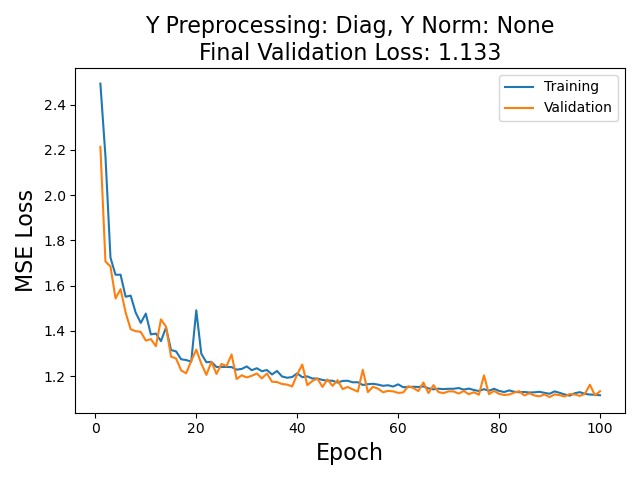 Y Preprocessing: Diag, Y Norm: None
Final Validation Loss: 1.133
Training
Validation
2.4
2.2
2.0
1.8
1.6
1.4
1.2
MSE Loss
0
20
40
60
80
100
Epoch